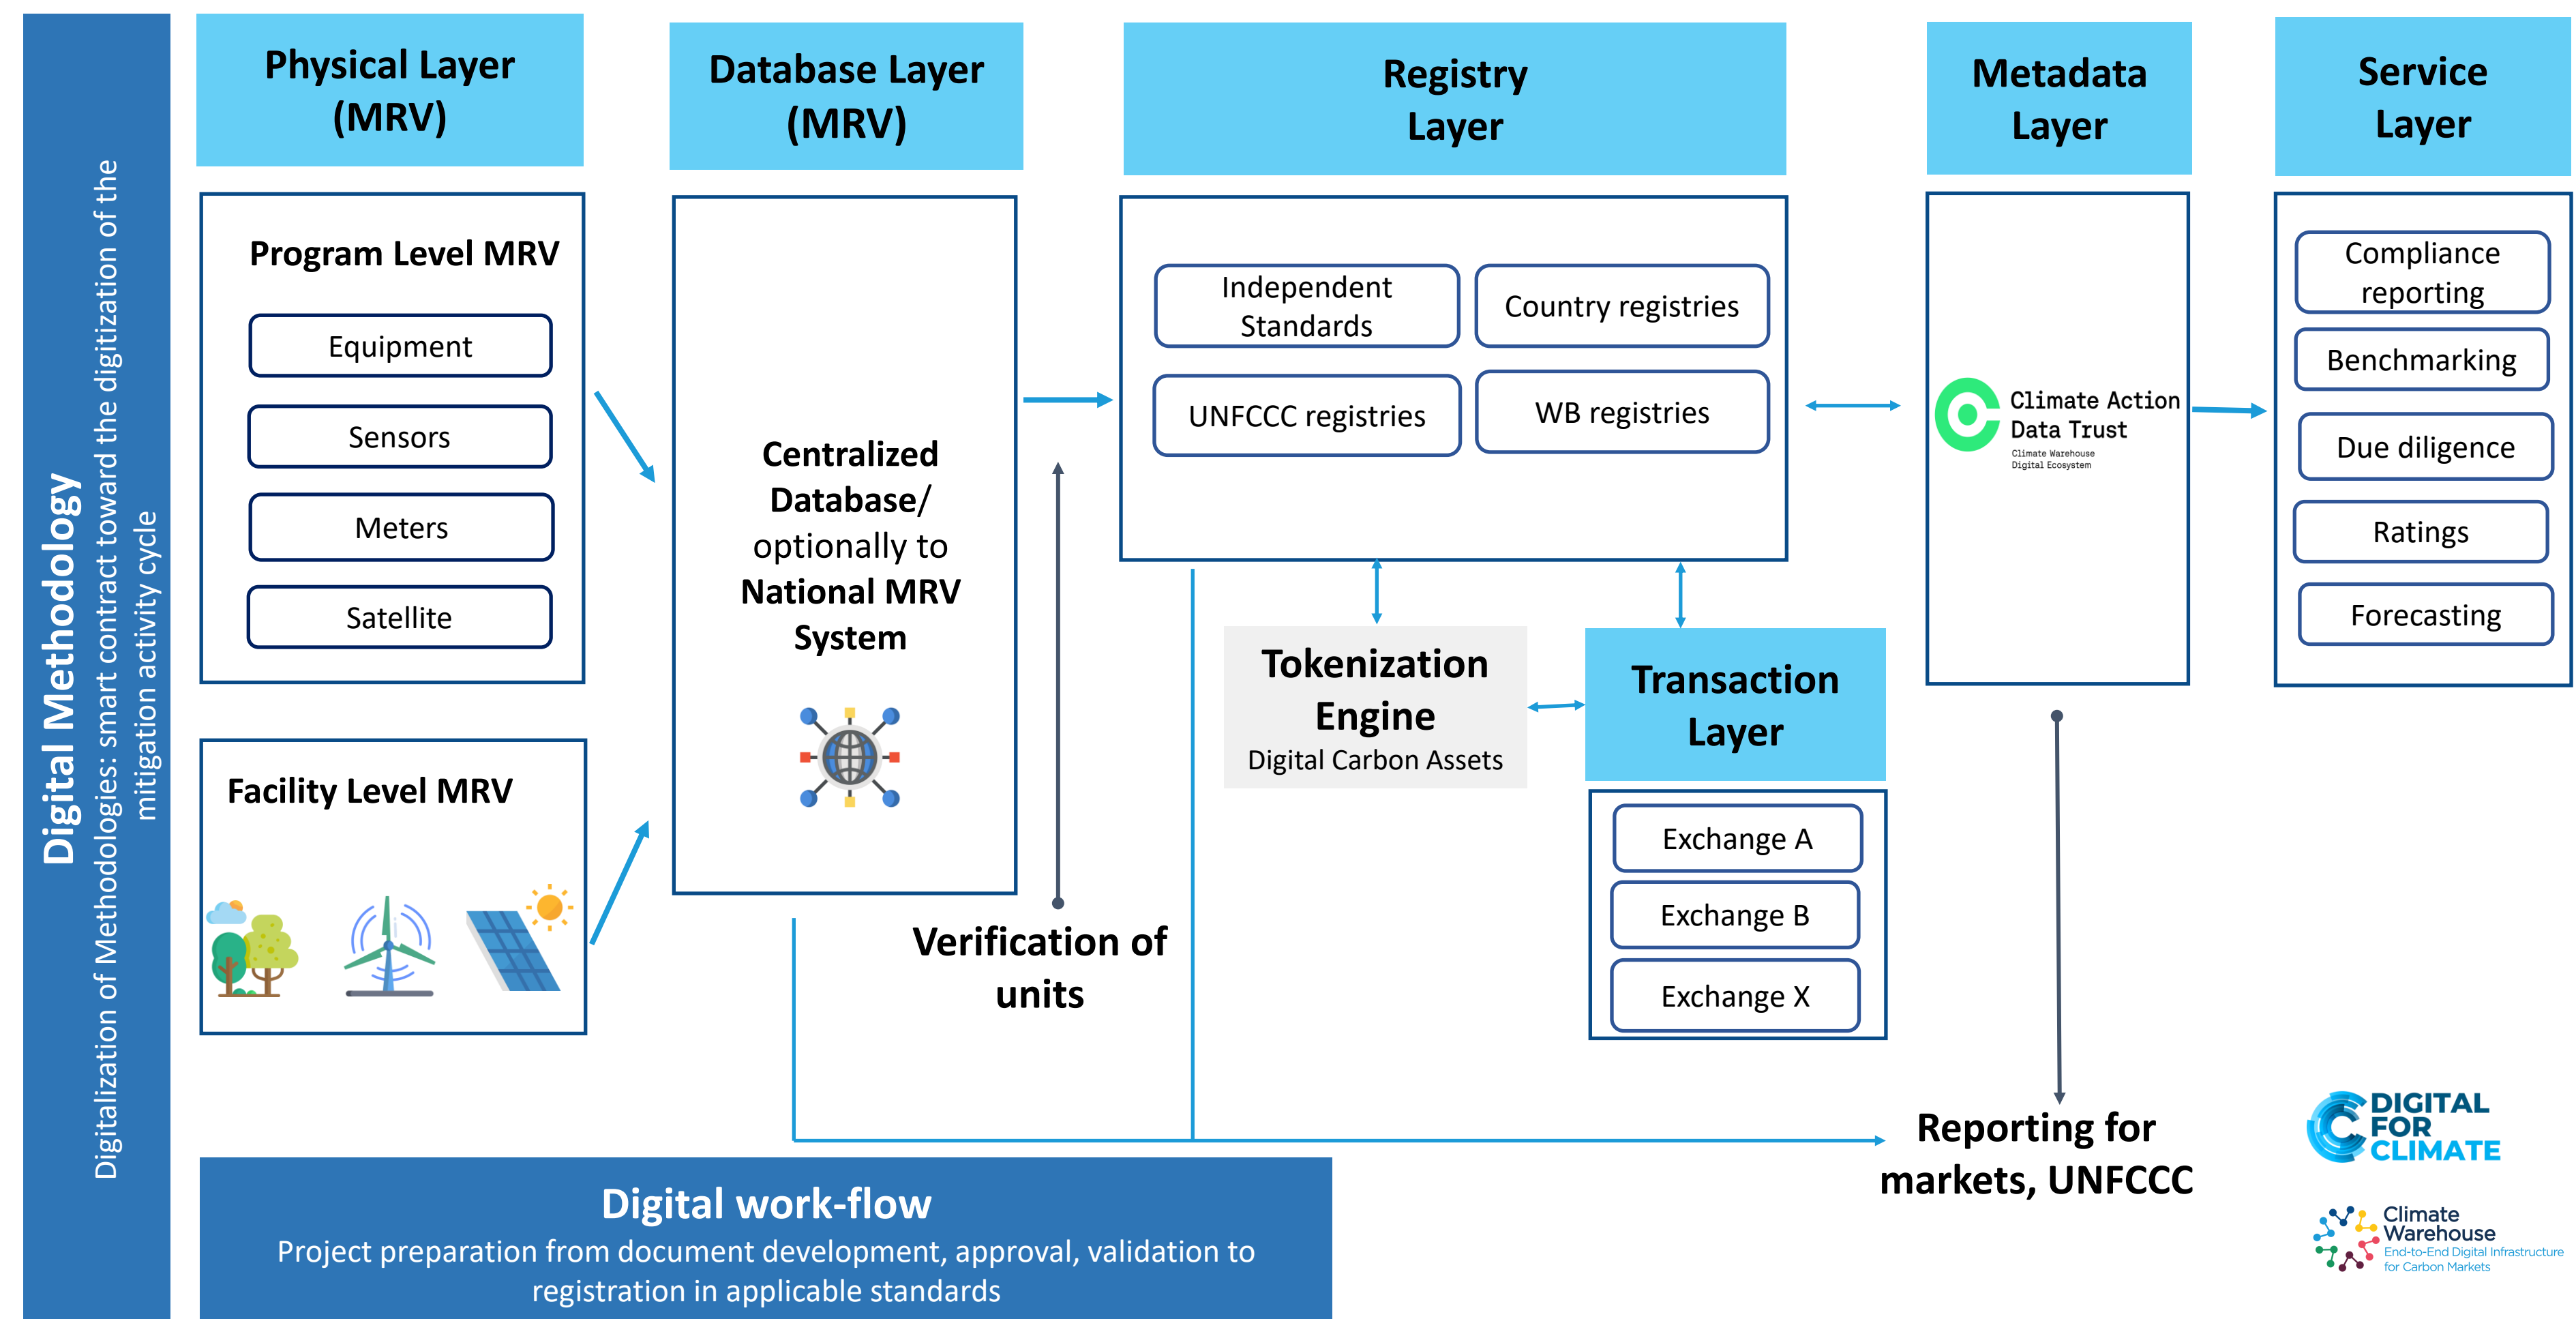 Digital Methodology
Digitalization of Methodologies: smart contract toward the digitization of the
mitigation activity cycle
Physical Layer
(MRV)
Program Level MRV
Equipment
Sensors
Meters
Satellite
Facility Level MRV
Database Layer
(MRV)
Centralized
Database/
optionally to
National MRV
System
Verification of
units
Registry
Layer
Independent
Standards
Country registries
UNFCCC registries
WB registries
Tokenization
Engine
Digital Carbon Assets
Transaction
Layer
Exchange A
Exchange B
Exchange X
Metadata
Layer
Climate Action
Data Trust
Climate Warehouse
Digital Ecosystem
Reporting for
markets, UNFCCC
Service
Layer
Compliance
reporting
Benchmarking
Due diligence
Ratings
Forecasting
Digital work-flow
Project preparation from document development, approval, validation to
registration in applicable standards
DIGITAL
FOR
CLIMATE
Climate
Warehouse
End-to-End Digital Infrastructure
for Carbon Markets